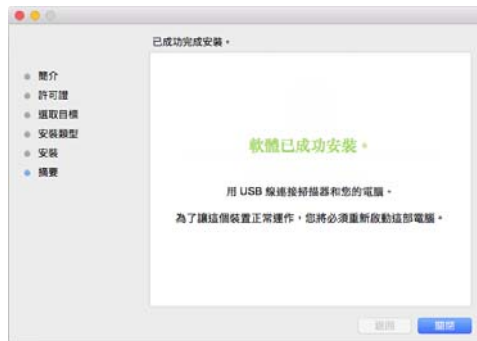 已成功完成安裝。
簡介
許可證
選取目標
安裝類型
安裝
摘要
軟體已成功安裝。
用 USB 線連接掃描器和您的電腦。
為了讓這個裝置正常運作，您將必須重新啟動這部電腦。
返回
關閉